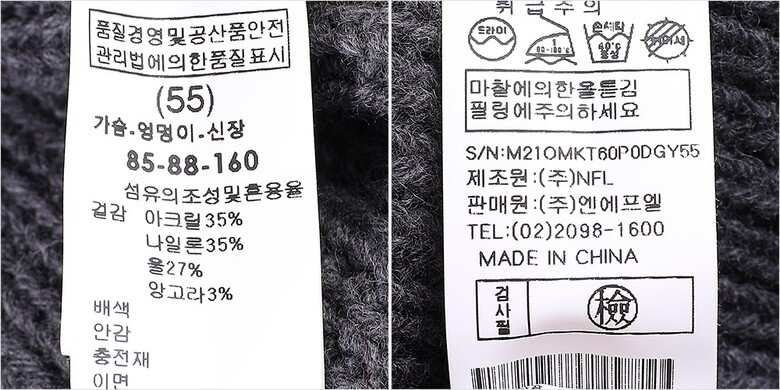 품질경영및공산품안전
관리법에의한품질표시
(55)
가슴-엉덩이-신장
85-88-160
섬유의조성및혼용율
겉감 아크릴35%
나일론35%
울27%
앙고라3%
배색
안감
충전재
이면
취급주의
드라이
80-100℃
손세탁
40℃
중성
마찰에의한올뜯김
필링에주의하세요
S/N:M21OMKT60P0DGY55
제조원:(주)NFL
판매원:(주)엔에프엘
TEL:(02)2098-1600
MADE IN CHINA
검사필 檢